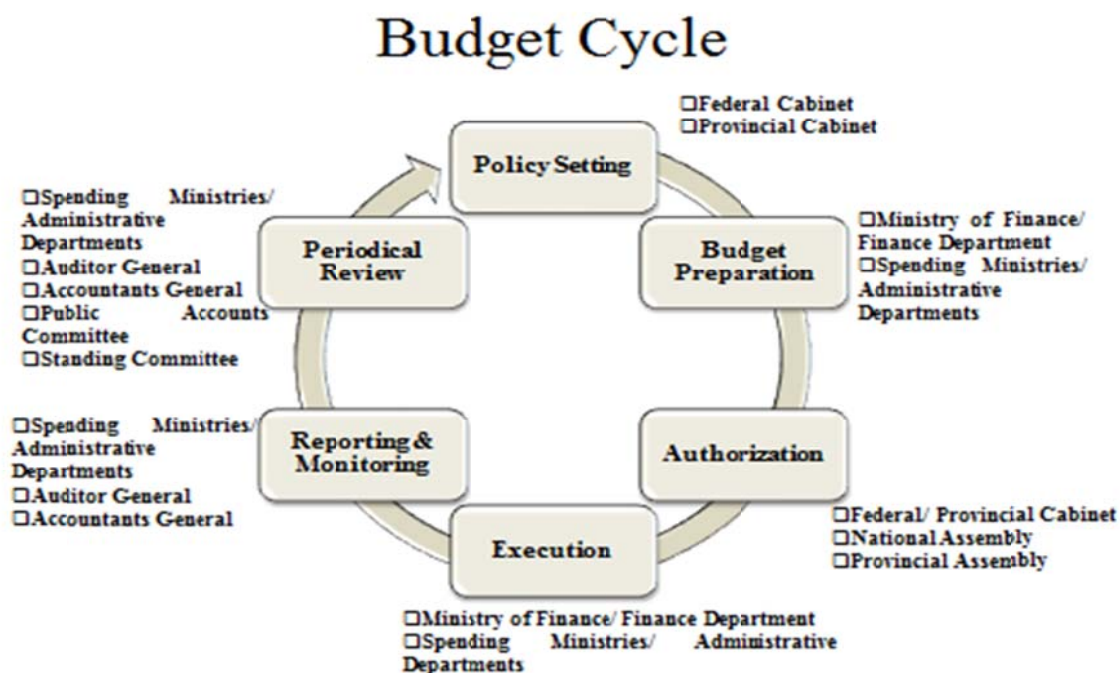 Budget Cycle
Policy Setting
❑Federal Cabinet
❑Provincial Cabinet
Budget
Preparation
❑Ministry of Finance/
Finance Department
❑Spending Ministries/
Administrative
Departments
Authorization
❑Federal/ Provincial Cabinet
❑National Assembly
❑Provincial Assembly
Execution
❑Ministry of Finance/ Finance Department
❑Spending Ministries/ Administrative
Departments
Reporting &
Monitoring
❑Spending Ministries/
Administrative
Departments
❑Auditor General
❑Accountants General
Periodical
Review
❑Spending Ministries/
Administrative
Departments
❑Auditor General
❑Accountants General
❑Public Accounts
Committee
❑Standing Committee